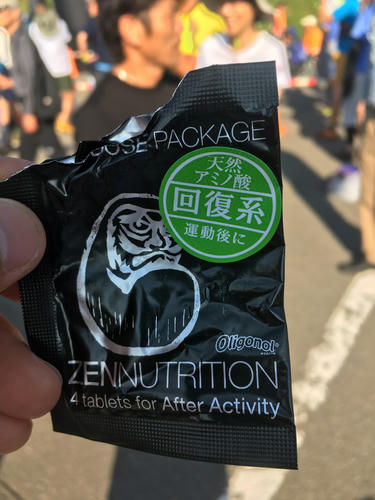 DOSE PACKAGE
天然
アミノ酸
回復系
運動後に
Oligonol
ZENNUTRITION
4 tablets for After Activity